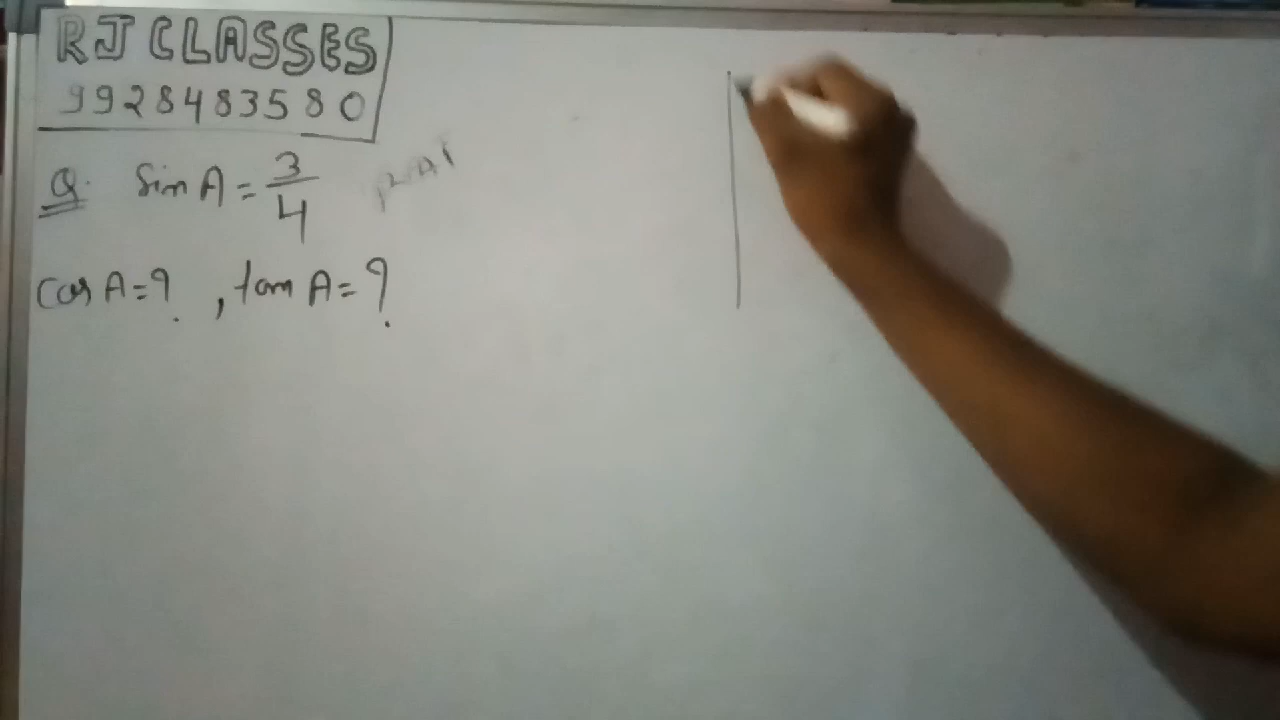 RJ CLASSES
9928483580
Q. Sin A = 3/4
Cos A = ? , tan A = ?